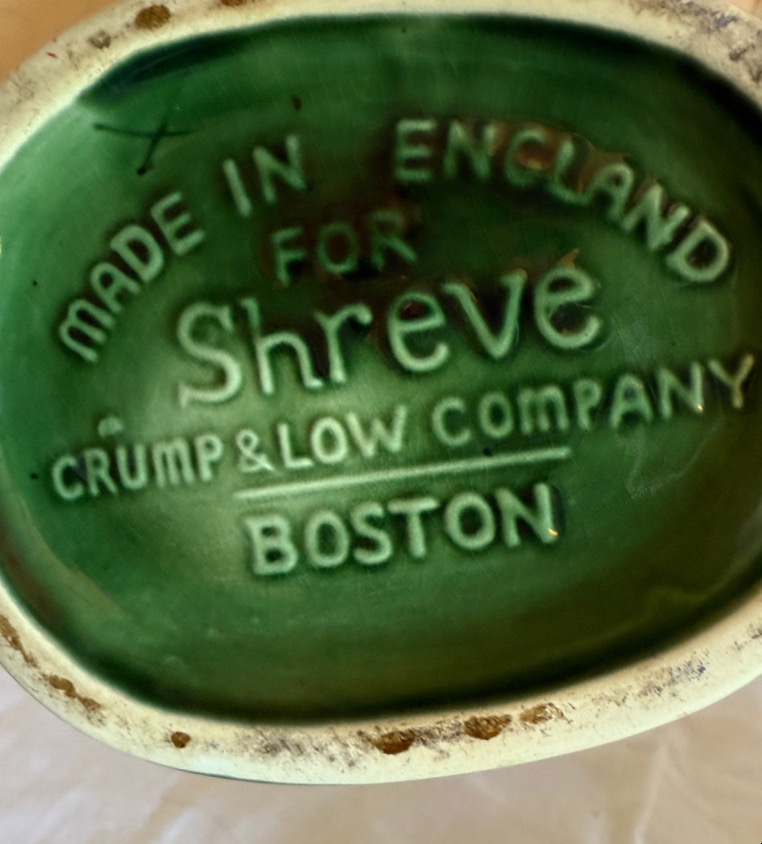 MADE IN ENGLAND
FOR
Shreve
CRUMP & LOW COMPANY
BOSTON